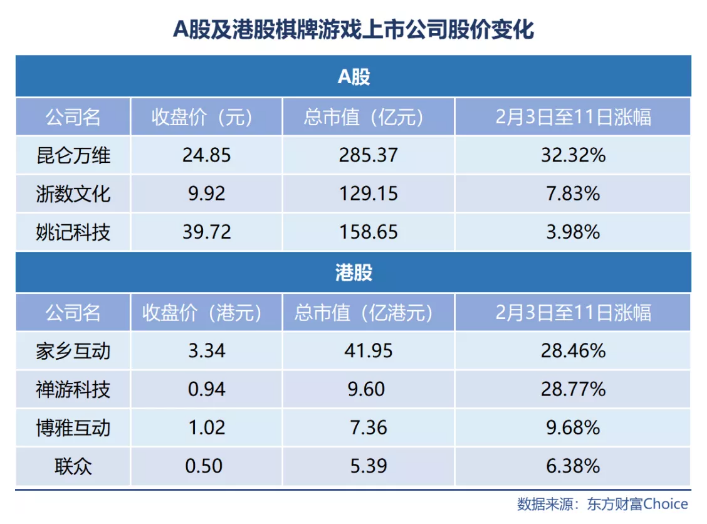 A股及港股棋牌游戏上市公司股价变化
A股
公司名 收盘价（元） 总市值（亿元） 2月3日至11日涨幅
昆仑万维 24.85 285.37 32.32%
浙数文化 9.92 129.15 7.83%
姚记科技 39.72 158.65 3.98%
港股
公司名 收盘价（港元） 总市值（亿港元） 2月3日至11日涨幅
家乡互动 3.34 41.95 28.46%
禅游科技 0.94 9.60 28.77%
博雅互动 1.02 7.36 9.68%
联众 0.50 5.39 6.38%
数据来源：东方财富Choice